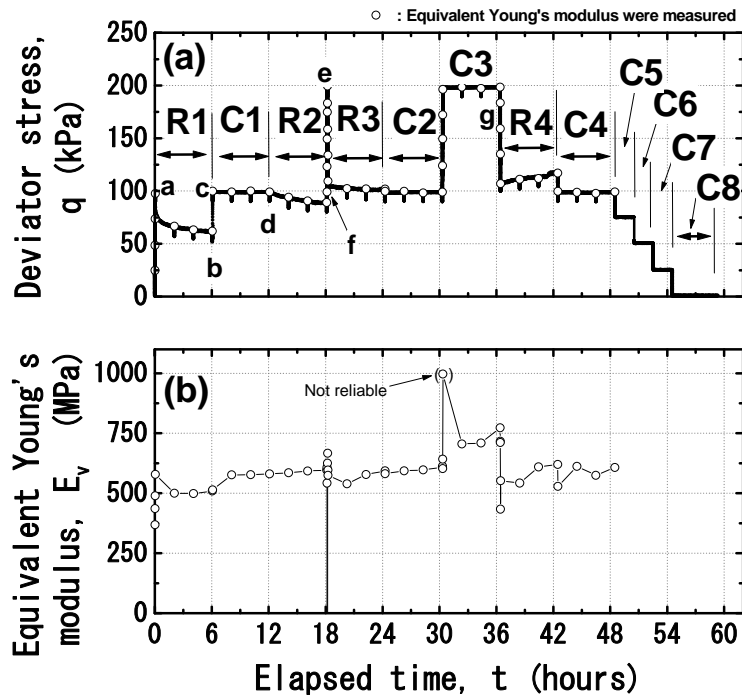 ○ : Equivalent Young's modulus were measured
(a)
Deviator stress,
q (kPa)
250
200
150
100
50
0
R1
C1
R2
R3
C2
C3
R4
C4
C5
C6
C7
C8
a
b
c
d
e
f
g
(b)
Equivalent Young's
modulus, E_v (MPa)
1000
750
500
250
0
Not reliable
( )
0 6 12 18 24 30 36 42 48 54 60
Elapsed time, t (hours)